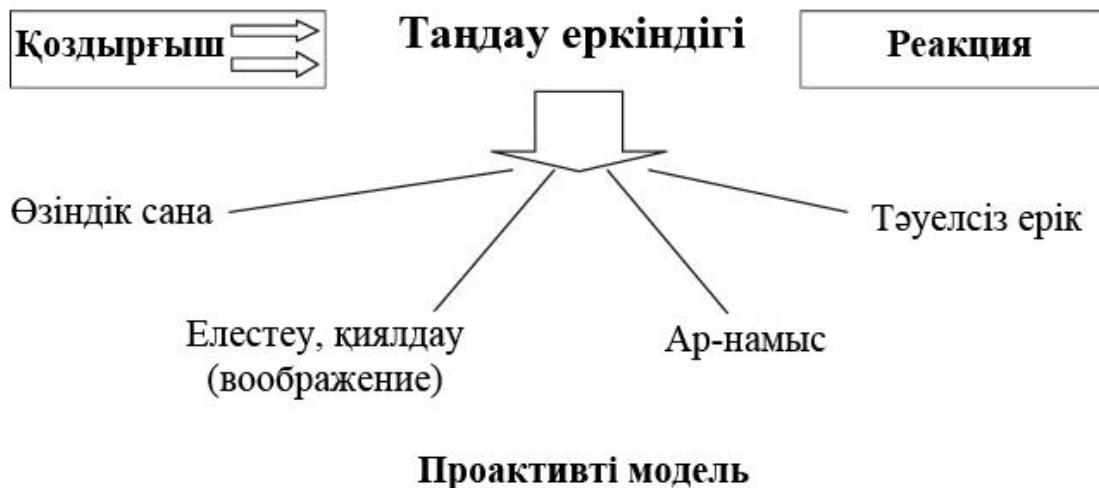 Қоздырғыш
Таңдау еркіндігі
Реакция
Өзіндік сана
Тәуелсіз ерік
Елестеу, қиялдау
(воображение)
Ар-намыс
Проактивті модель